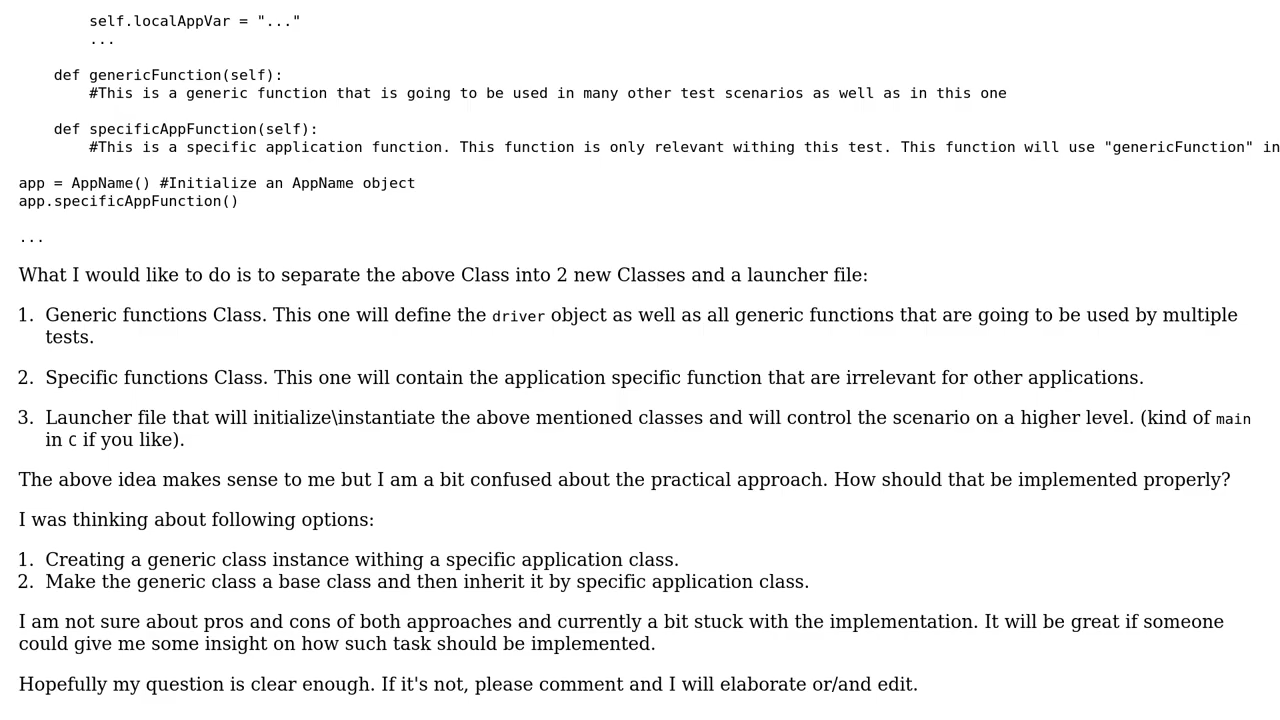 self.localAppVar = "..."
...
def genericFunction(self):
#This is a generic function that is going to be used in many other test scenarios as well as in this one
def specificAppFunction(self):
#This is a specific application function. This function is only relevant withing this test. This function will use "genericFunction" in
app = AppName() #Initialize an AppName object
app.specificAppFunction()
...
What I would like to do is to separate the above Class into 2 new Classes and a launcher file:
1. Generic functions Class. This one will define the driver object as well as all generic functions that are going to be used by multiple
tests.
2. Specific functions Class. This one will contain the application specific function that are irrelevant for other applications.
3. Launcher file that will initialize\instantiate the above mentioned classes and will control the scenario on a higher level. (kind of main
in C if you like).
The above idea makes sense to me but I am a bit confused about the practical approach. How should that be implemented properly?
I was thinking about following options:
1. Creating a generic class instance withing a specific application class.
2. Make the generic class a base class and then inherit it by specific application class.
I am not sure about pros and cons of both approaches and currently a bit stuck with the implementation. It will be great if someone
could give me some insight on how such task should be implemented.
Hopefully my question is clear enough. If it's not, please comment and I will elaborate or/and edit.